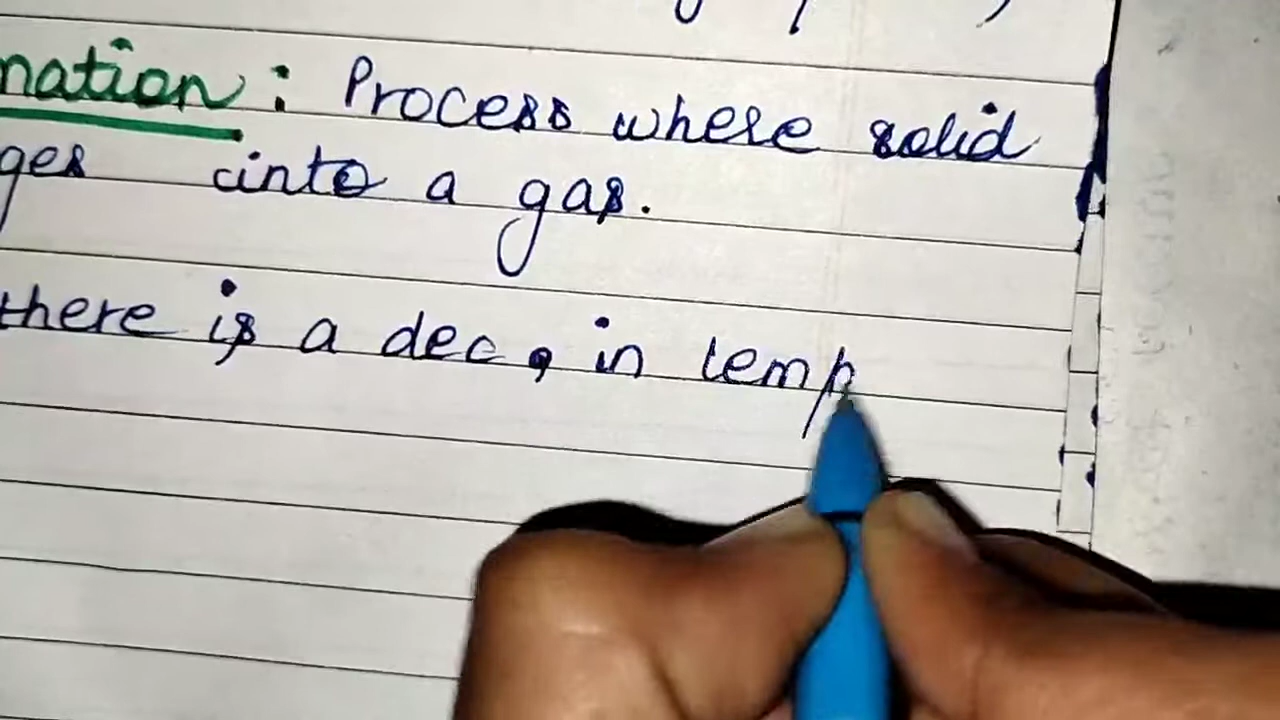 nation: Process where solid
ges into a gas.
there is a dec, in temp